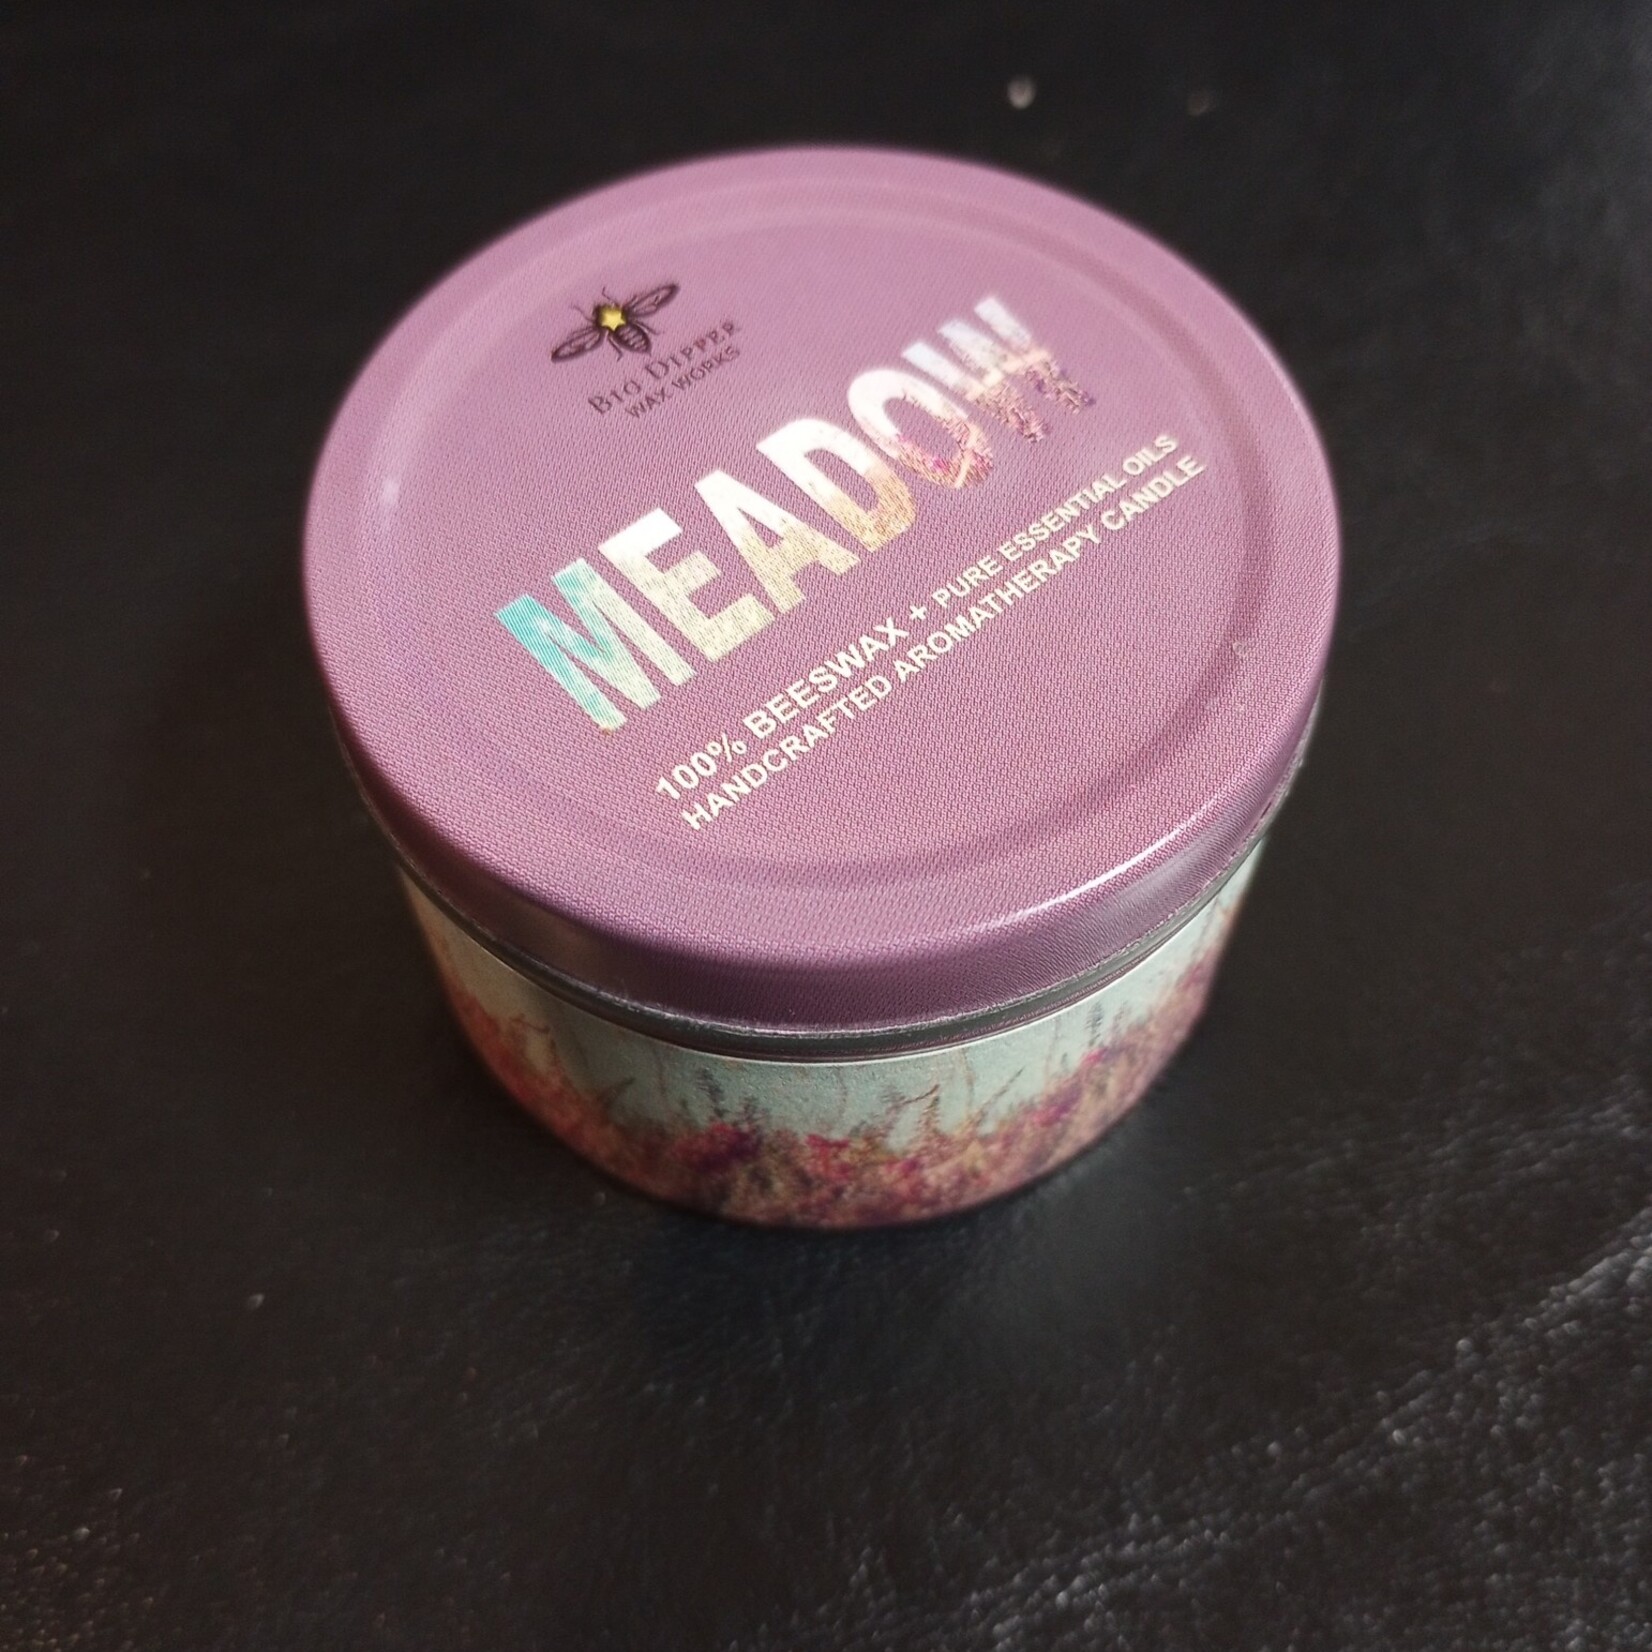 BIG DIPPER
WAX WORKS
MEADOW
100% BEESWAX + PURE ESSENTIAL OILS
HANDCRAFTED AROMATHERAPY CANDLE